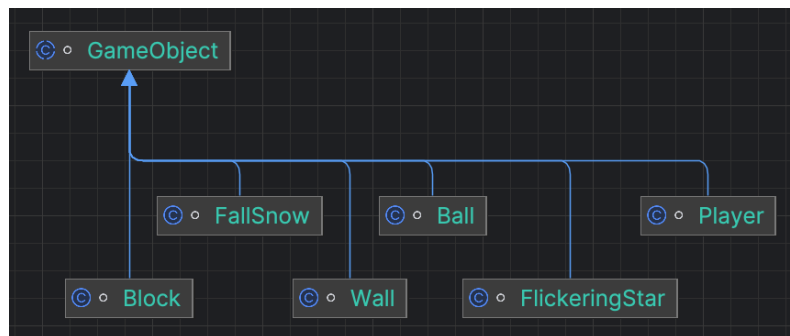 GameObject
FallSnow
Ball
Player
Block
Wall
FlickeringStar